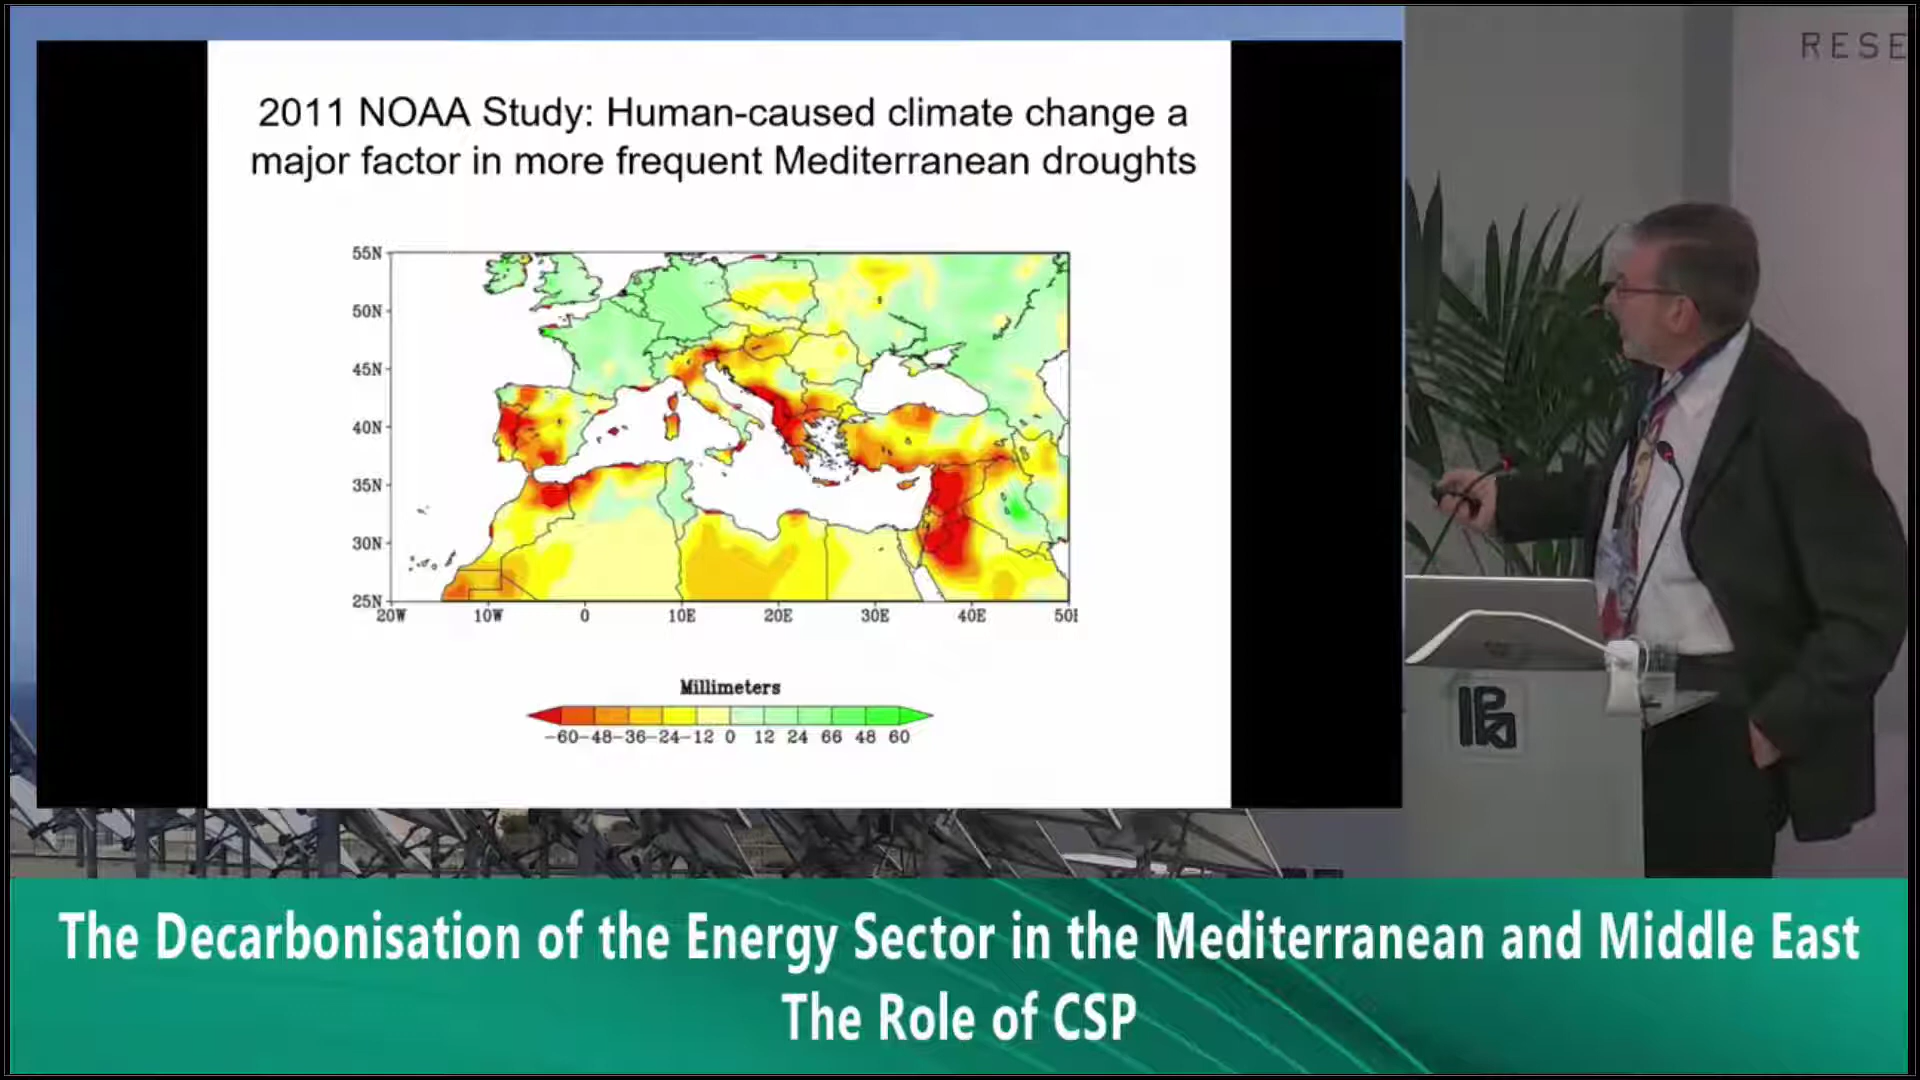 RESE
2011 NOAA Study: Human-caused climate change a
major factor in more frequent Mediterranean droughts
55N
50N
45N
40N
35N
30N
25N
20W 10W 0 10E 20E 30E 40E 50E
Millimeters
-60-48-36-24-12 0 12 24 66 48 60
The Decarbonisation of the Energy Sector in the Mediterranean and Middle East
The Role of CSP